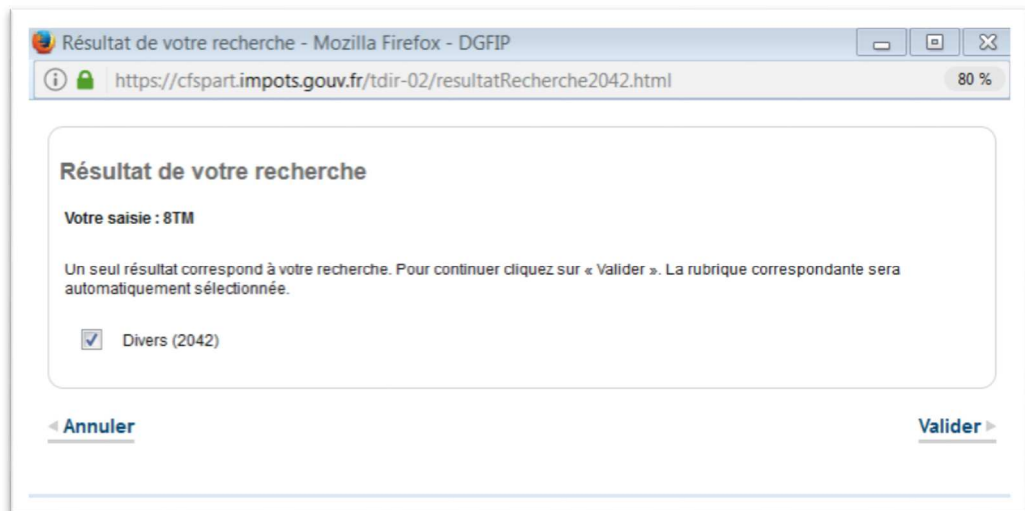 Résultat de votre recherche - Mozilla Firefox - DGFIP
https://cfspart.impots.gouv.fr/tdir-02/resultatRecherche2042.html 80 %
Résultat de votre recherche
Votre saisie : 8TM
Un seul résultat correspond à votre recherche. Pour continuer cliquez sur « Valider ». La rubrique correspondante sera
automatiquement sélectionnée.
Divers (2042)
Annuler Valider